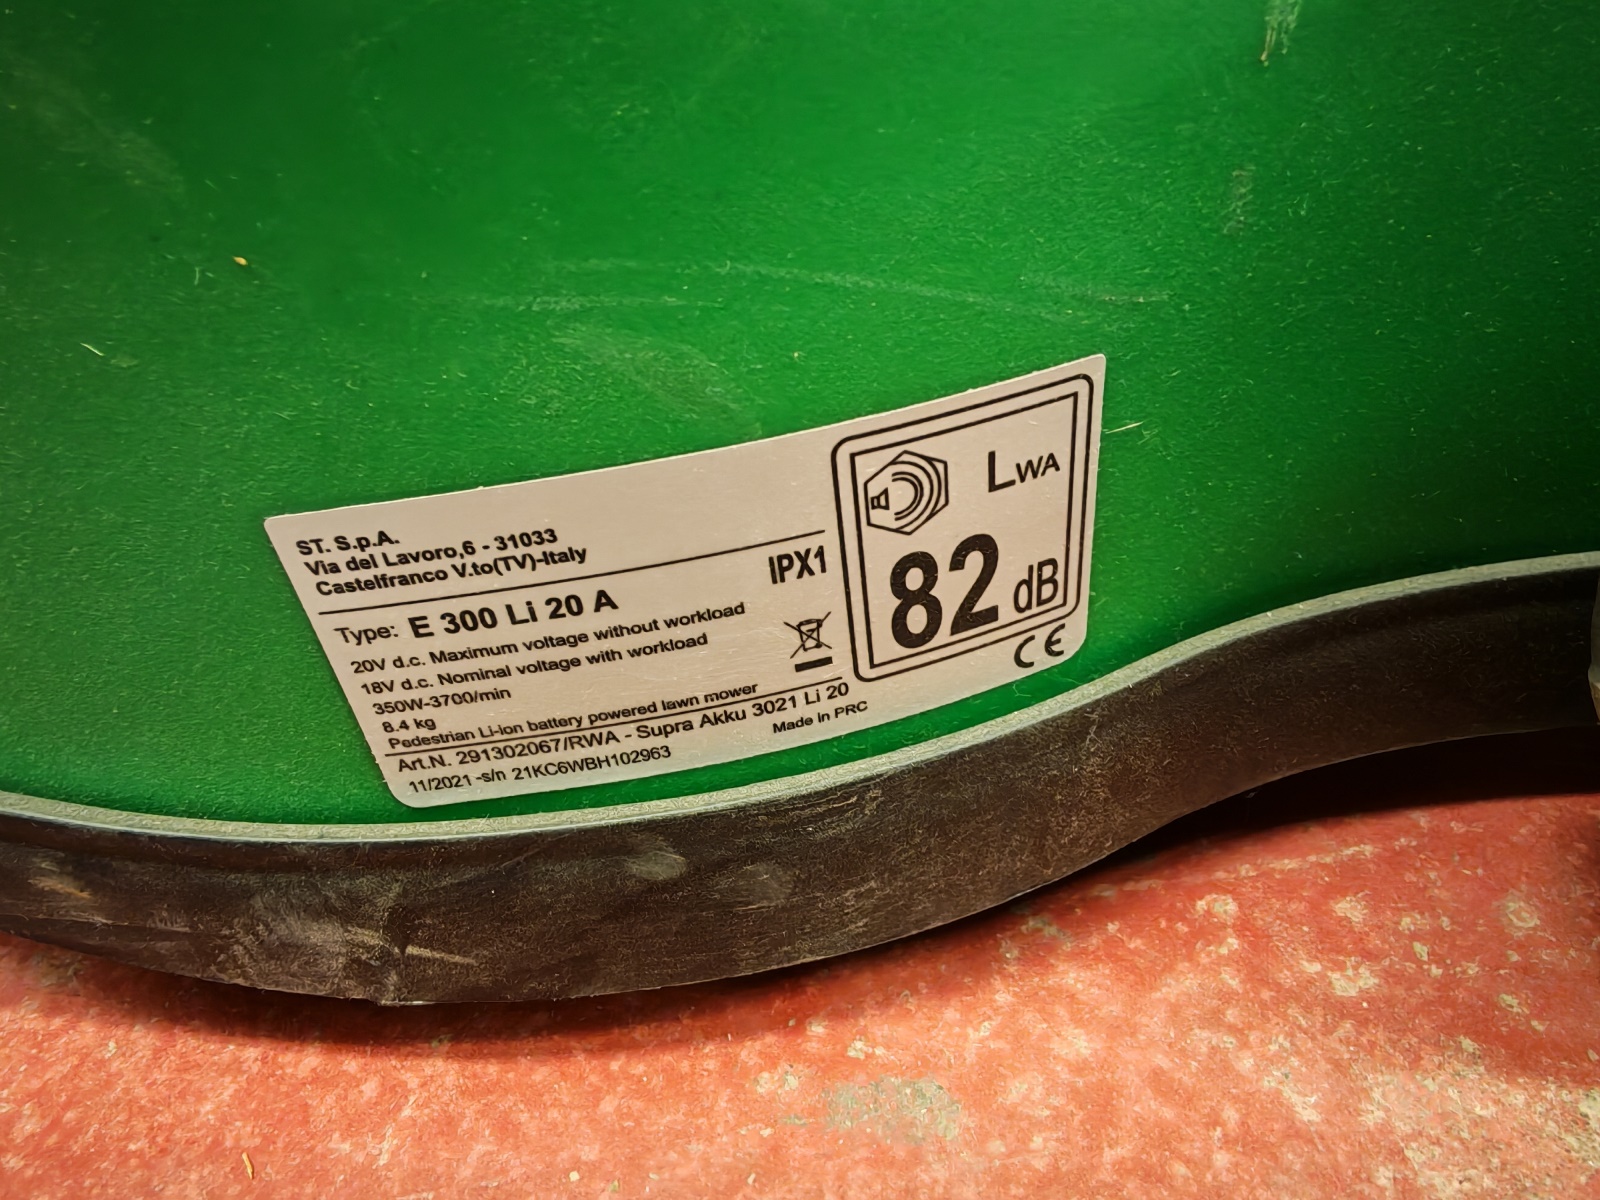 ST. S.p.A.
Via del Lavoro,6 - 31033
Castelfranco V.to(TV)-Italy
IPX1
Type: E 300 Li 20 A
20V d.c. Maximum voltage without workload
18V d.c. Nominal voltage with workload
350W-3700/min
8.4 kg
Pedestrian Li-ion battery powered lawn mower
Art.N. 291302067/RWA - Supra Akku 3021 Li 20
11/2021 -s/n 21KC6WBH102963
Made in PRC
LWA
82 dB
CE